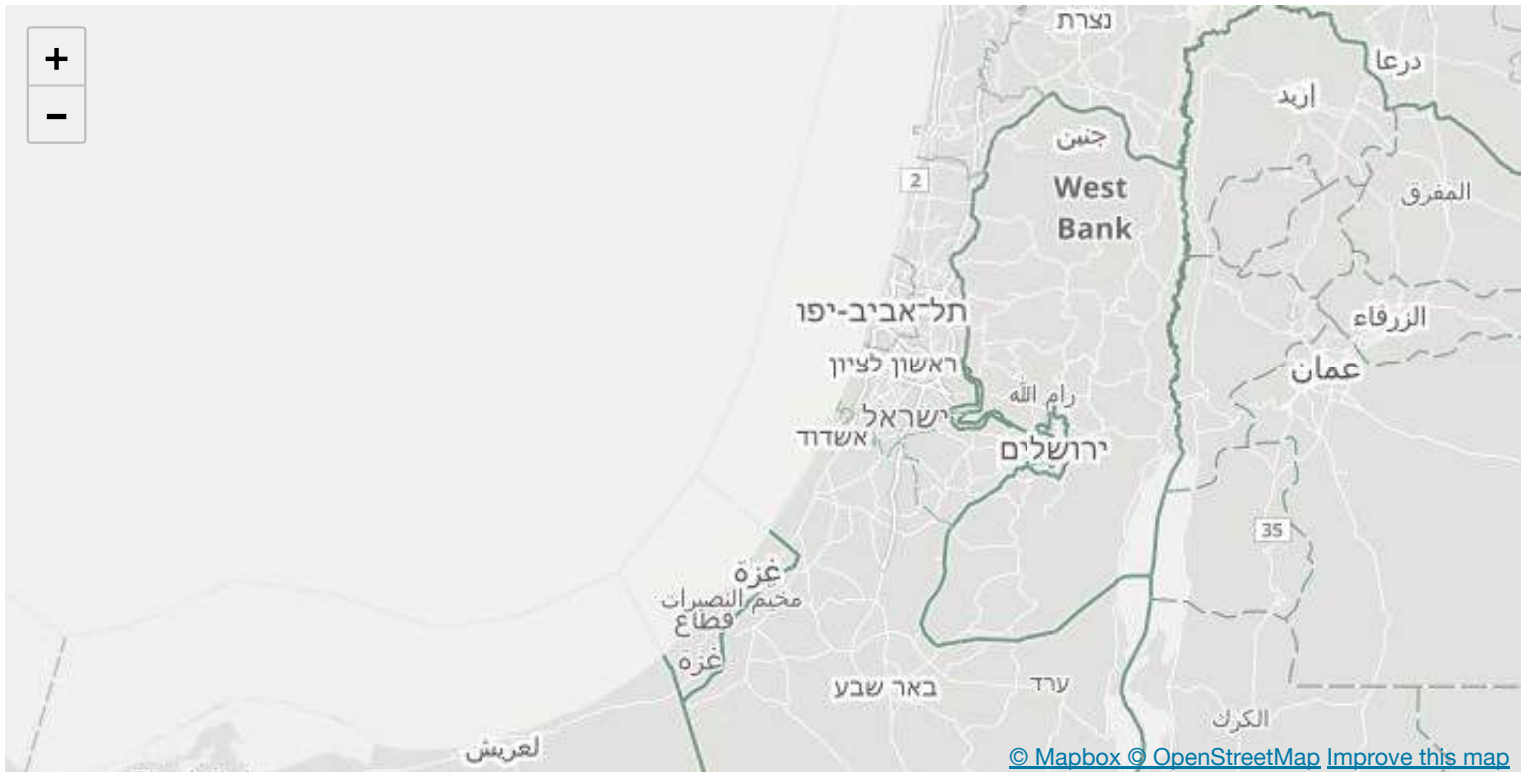 +
−
נצרת
درعا
إربد
جنين
2
West
Bank
المفرق
תל־אביב-יפו
الزرقاء
ראשון לציון
عمان
رام الله
ישראל
אשדוד
ירושלים
35
غزة
مخيم النصيرات
قطاع
غزة
באר שבע
ערד
الكرك
لعريش
© Mapbox © OpenStreetMap Improve this map